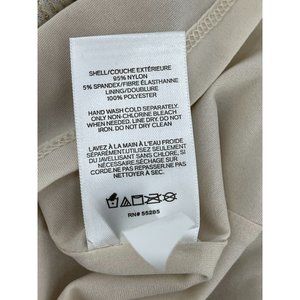 SHELL/COUCHE EXTÉRIEURE
95% NYLON
5% SPANDEX/FIBRE ÉLASTHANNE
LINING/DOUBLURE
100% POLYESTER
HAND WASH COLD SEPARATELY.
ONLY NON-CHLORINE BLEACH
WHEN NEEDED. LINE DRY. DO NOT
IRON. DO NOT DRY CLEAN.
LAVEZ À LA MAIN À L'EAU FROIDE
SÉPARÉMENT. UTILISEZ SEULEMENT
DU JAVELLISANT SANS CHLORE, SI
NÉCESSAIRE. SÉCHAGE SUR
CORDE. NE PAS REPASSER. NE PAS
NETTOYER À SEC.
RN# 55285